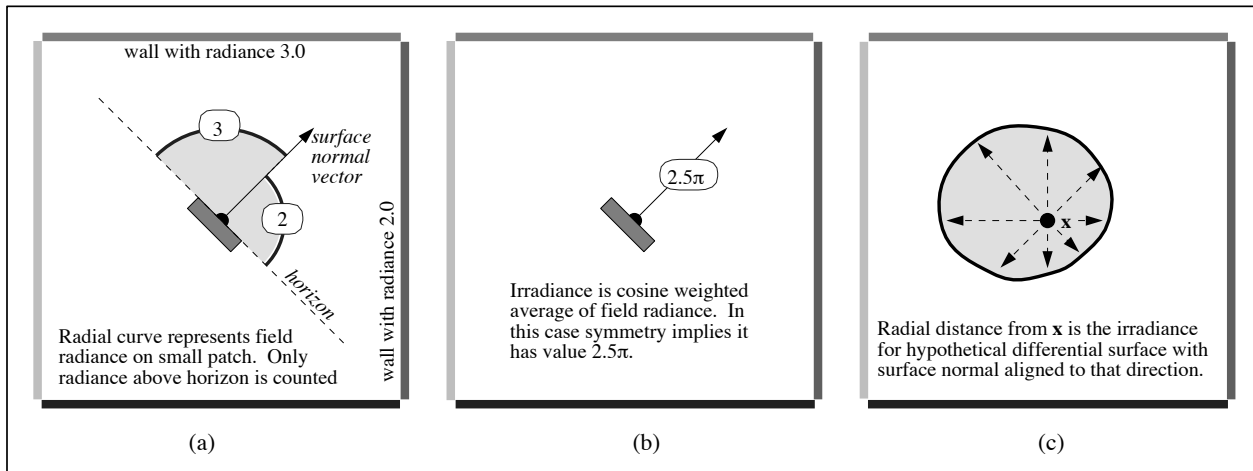 wall with radiance 3.0
3
surface
normal
vector
2
horizon
wall with radiance 2.0
Radial curve represents field
radiance on small patch.  Only
radiance above horizon is counted
(a)
2.5π
Irradiance is cosine weighted
average of field radiance.  In
this case symmetry implies it
has value 2.5π.
(b)
x
Radial distance from x is the irradiance
for hypothetical differential surface with
surface normal aligned to that direction.
(c)